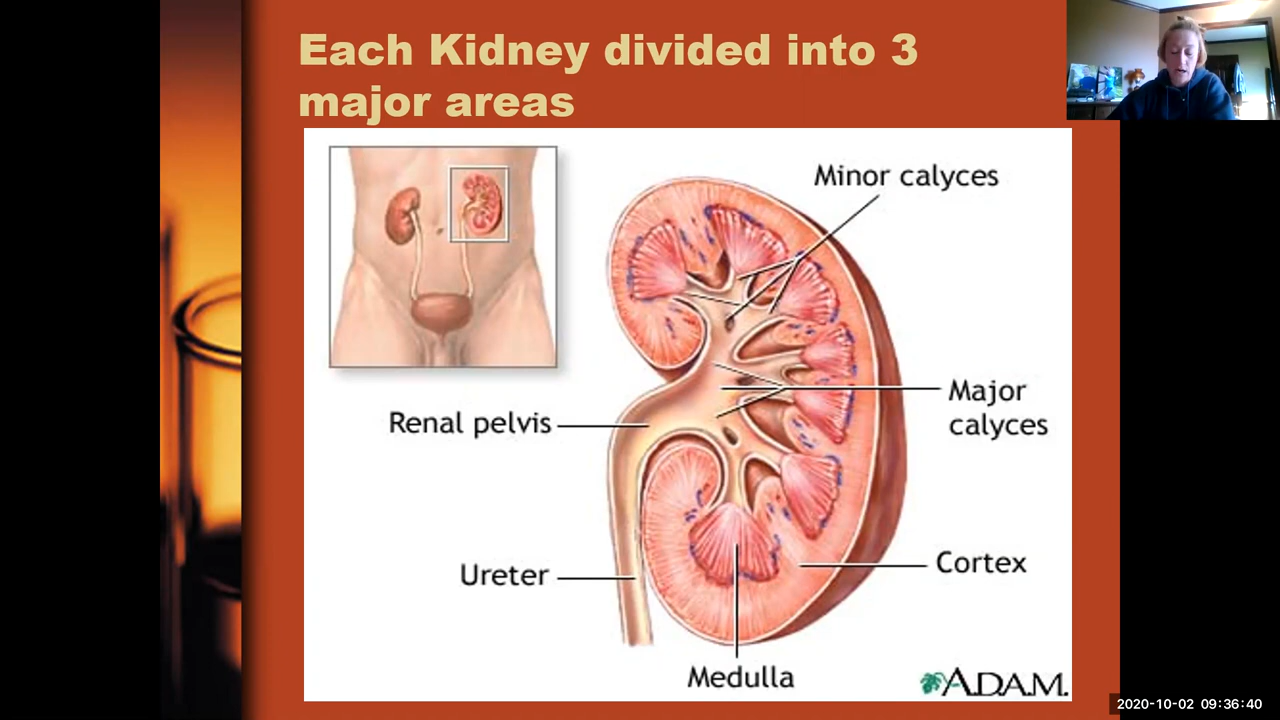 Each Kidney divided into 3
major areas
Minor calyces
Major
calyces
Renal pelvis
Ureter
Cortex
Medulla
A.D.A.M.
2020-10-02 09:36:40